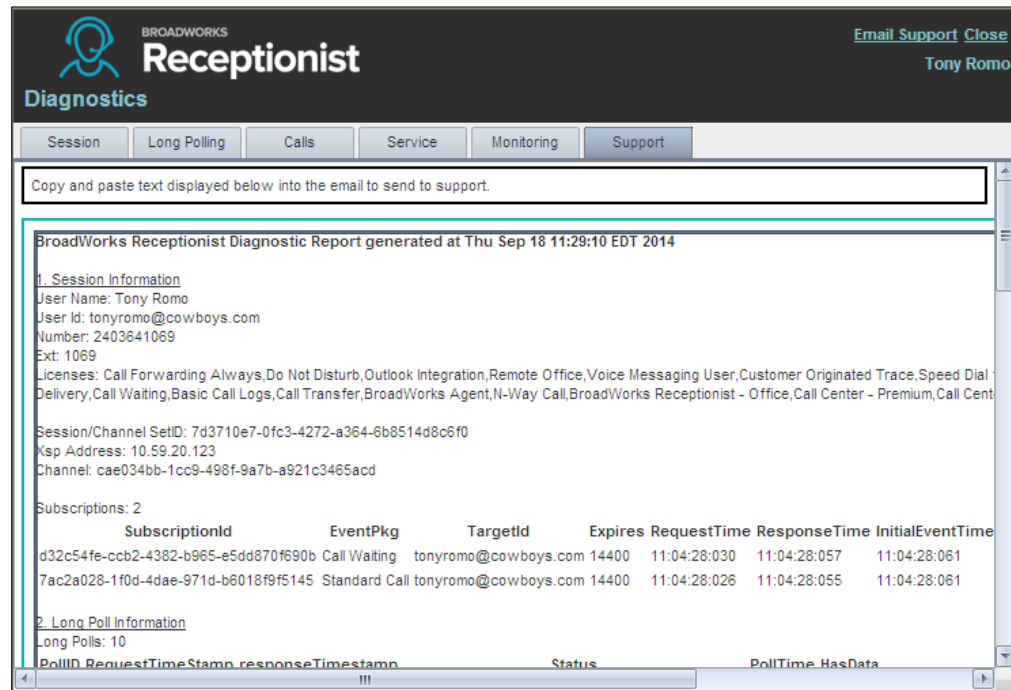 BROADWORKS
Receptionist
Email Support Close
Tony Romo
Diagnostics
Session Long Polling Calls Service Monitoring Support
Copy and paste text displayed below into the email to send to support.
BroadWorks Receptionist Diagnostic Report generated at Thu Sep 18 11:29:10 EDT 2014
1. Session Information
User Name: Tony Romo
User Id: tonyromo@cowboys.com
Number: 2403641069
Ext: 1069
Licenses: Call Forwarding Always,Do Not Disturb,Outlook Integration,Remote Office,Voice Messaging User,Customer Originated Trace,Speed Dial
Delivery,Call Waiting,Basic Call Logs,Call Transfer,BroadWorks Agent,N-Way Call,BroadWorks Receptionist - Office,Call Center - Premium,Call Cent
Session/Channel SetID: 7d3710e7-0fc3-4272-a364-6b8514d8c6f0
Xsp Address: 10.59.20.123
Channel: cae034bb-1cc9-498f-9a7b-a921c3465acd
Subscriptions: 2
SubscriptionId EventPkg TargetId Expires RequestTime ResponseTime InitialEventTime
d32c54fe-ccb2-4382-b965-e5dd870f690b Call Waiting tonyromo@cowboys.com 14400 11:04:28:030 11:04:28:057 11:04:28:061
7ac2a028-1f0d-4dae-971d-b6018f9f5145 Standard Call tonyromo@cowboys.com 14400 11:04:28:026 11:04:28:055 11:04:28:061
2. Long Poll Information
Long Polls: 10
PollID RequestTimeStamp responseTimestamp Status PollTime HasData